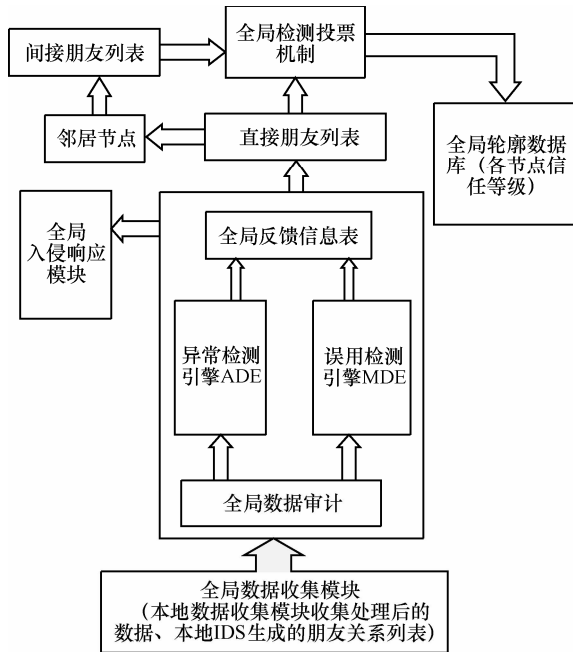 间接朋友列表
全局检测投票
机制
邻居节点
直接朋友列表
全局轮廓数据
库（各节点信
任等级）
全局
入侵响应
模块
全局反馈信息表
异常检测
引擎ADE
误用检测
引擎MDE
全局数据审计
全局数据收集模块
（本地数据收集模块收集处理后的
数据、本地IDS生成的朋友关系列表）